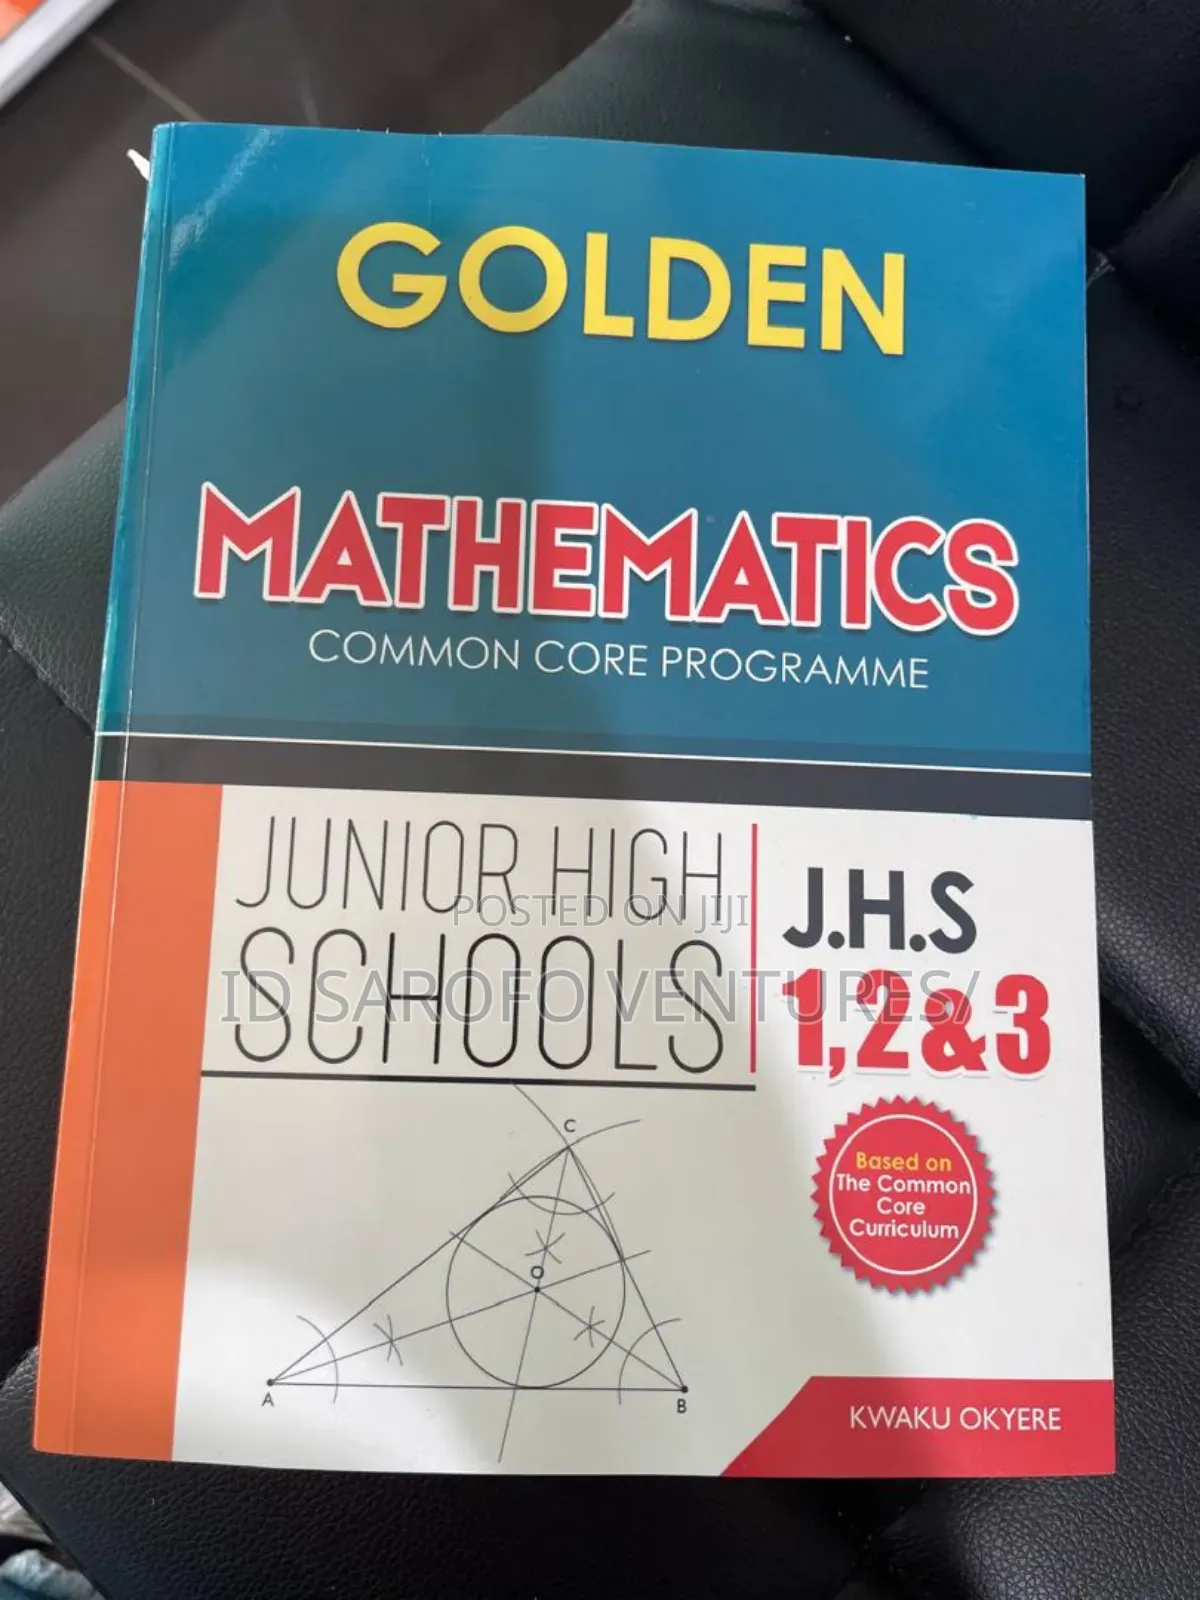 GOLDEN
MATHEMATICS
COMMON CORE PROGRAMME
JUNIOR HIGH
SCHOOLS
J.H.S
1,2&3
POSTED ON JIJI
ID SAROFO VENTURES/
Based on
The Common
Core
Curriculum
C
O
A
B
KWAKU OKYERE